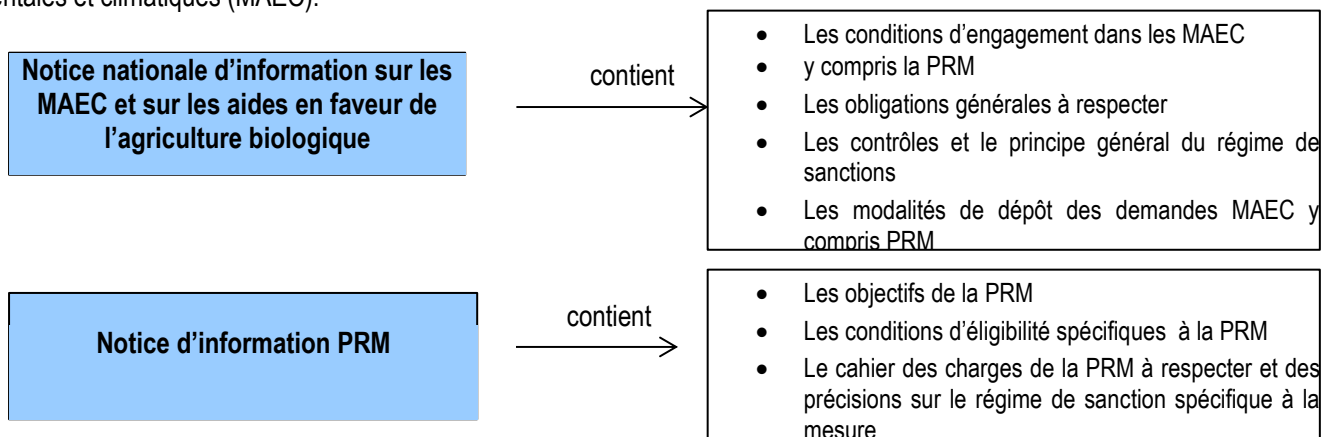 entales et climatiques (MAEC).
Notice nationale d'information sur les
MAEC et sur les aides en faveur de
l'agriculture biologique
contient
• Les conditions d'engagement dans les MAEC
• y compris la PRM
• Les obligations générales à respecter
• Les contrôles et le principe général du régime de
sanctions
• Les modalités de dépôt des demandes MAEC y
compris PRM
Notice d'information PRM
contient
• Les objectifs de la PRM
• Les conditions d'éligibilité spécifiques à la PRM
• Le cahier des charges de la PRM à respecter et des
précisions sur le régime de sanction spécifique à la
mesure